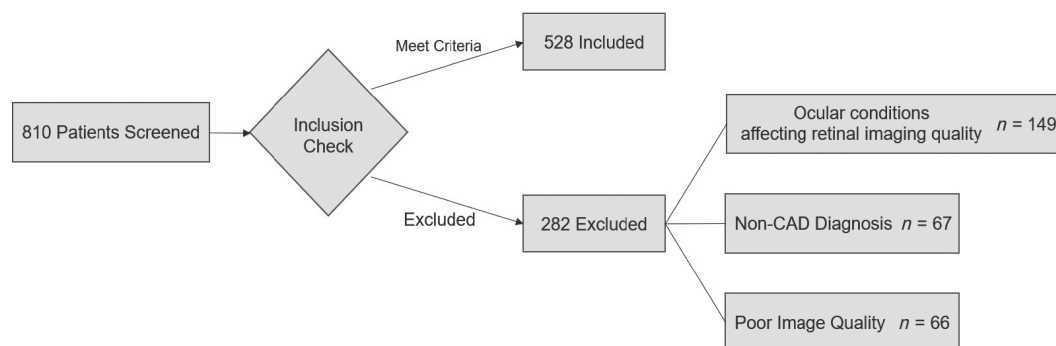 810 Patients Screened
Inclusion
Check
Meet Criteria
528 Included
Excluded
282 Excluded
Ocular conditions
affecting retinal imaging quality n = 149
Non-CAD Diagnosis n = 67
Poor Image Quality n = 66